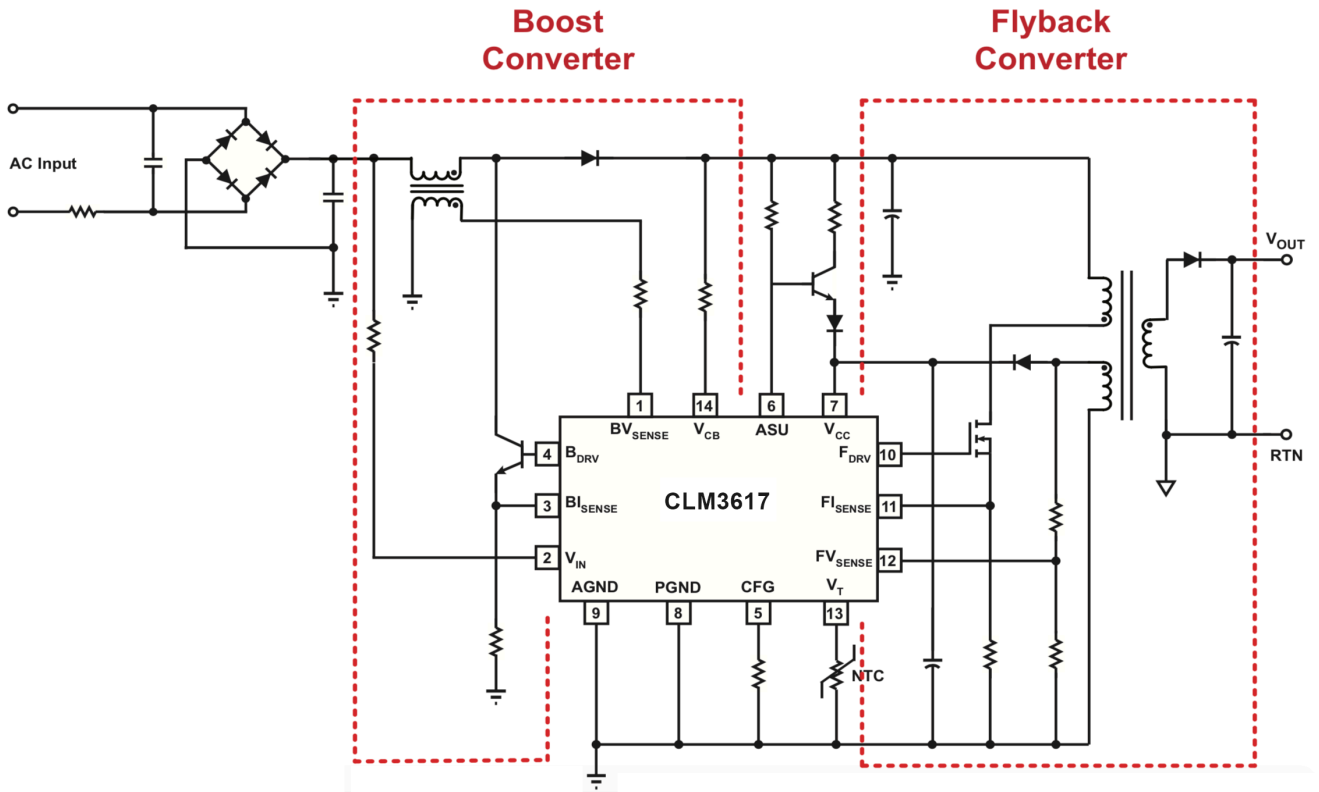 Boost
Converter
Flyback
Converter
AC Input
V_OUT
RTN
1
14
6
7
BV_SENSE
V_CB
ASU
V_CC
4
B_DRV
F_DRV
10
CLM3617
3
BI_SENSE
FI_SENSE
11
2
V_IN
FV_SENSE
12
AGND
PGND
CFG
V_T
9
8
5
13
NTC